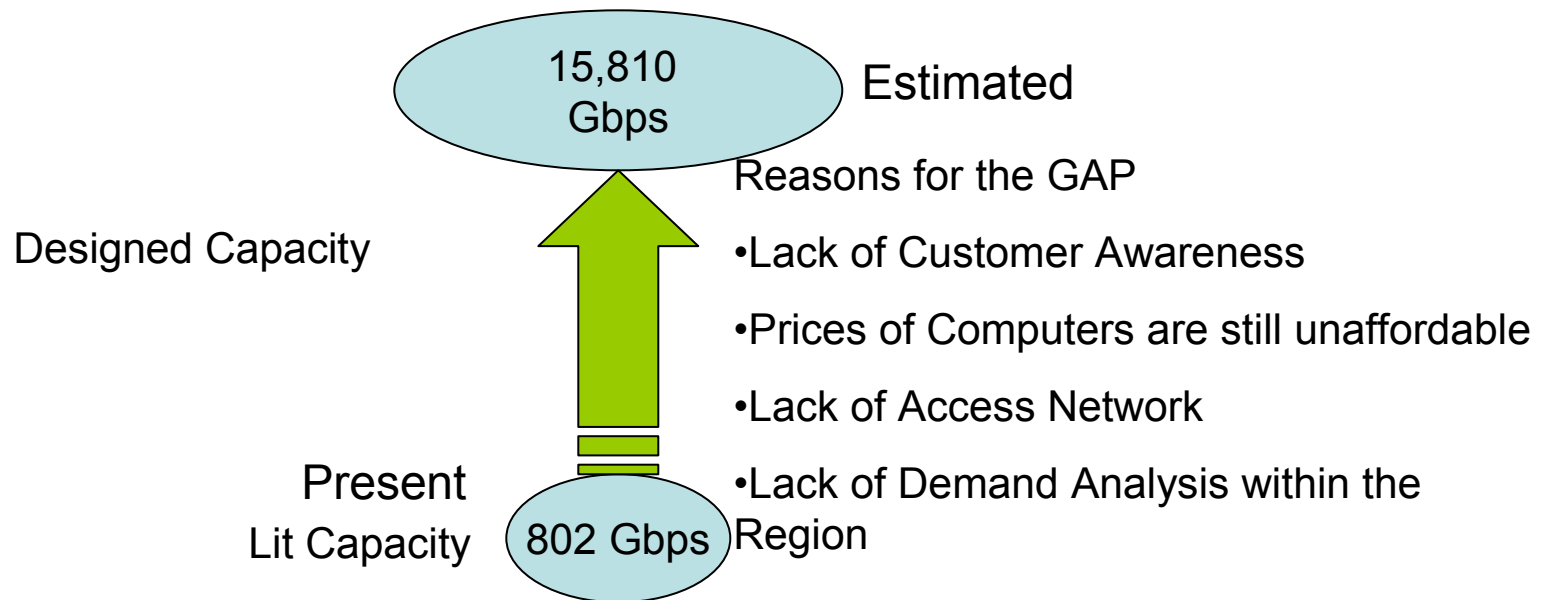 15,810
Gbps
Estimated
Reasons for the GAP
Designed Capacity
•Lack of Customer Awareness
•Prices of Computers are still unaffordable
•Lack of Access Network
Present
Lit Capacity
802 Gbps
•Lack of Demand Analysis within the
Region